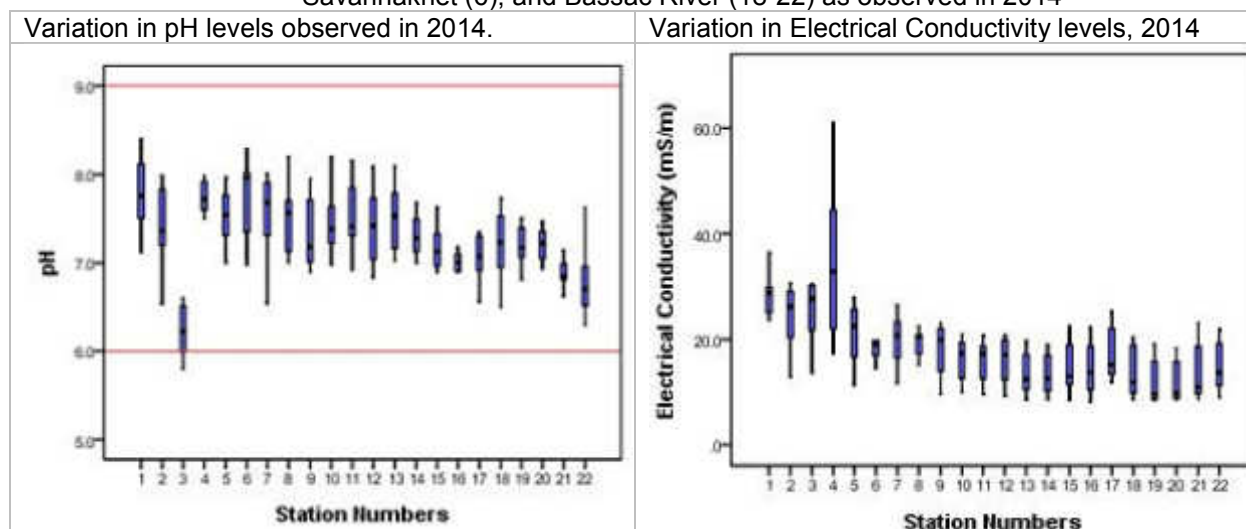 Savannakhet (6), and Bassac River (18-22) as observed in 2014
Variation in pH levels observed in 2014.
9.0
8.0
7.0
6.0
5.0
pH
1 2 3 4 5 6 7 8 9 10 11 12 13 14 15 16 17 18 19 20 21 22
Station Numbers
Variation in Electrical Conductivity levels, 2014
60.0
40.0
20.0
.0
Electrical Conductivity (mS/m)
1 2 3 4 5 6 7 8 9 10 11 12 13 14 15 16 17 18 19 20 21 22
Station Numbers